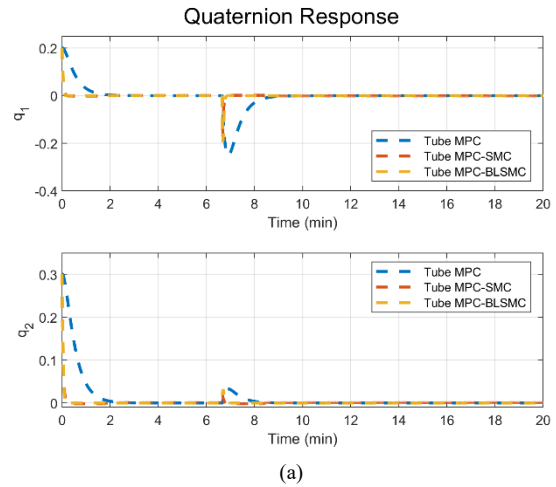 Quaternion Response
0.2
0
-0.2
-0.4
q1
Tube MPC
Tube MPC-SMC
Tube MPC-BLSMC
0 2 4 6 8 10 12 14 16 18 20
Time (min)
0.3
0.2
0.1
0
q2
Tube MPC
Tube MPC-SMC
Tube MPC-BLSMC
0 2 4 6 8 10 12 14 16 18 20
Time (min)
(a)